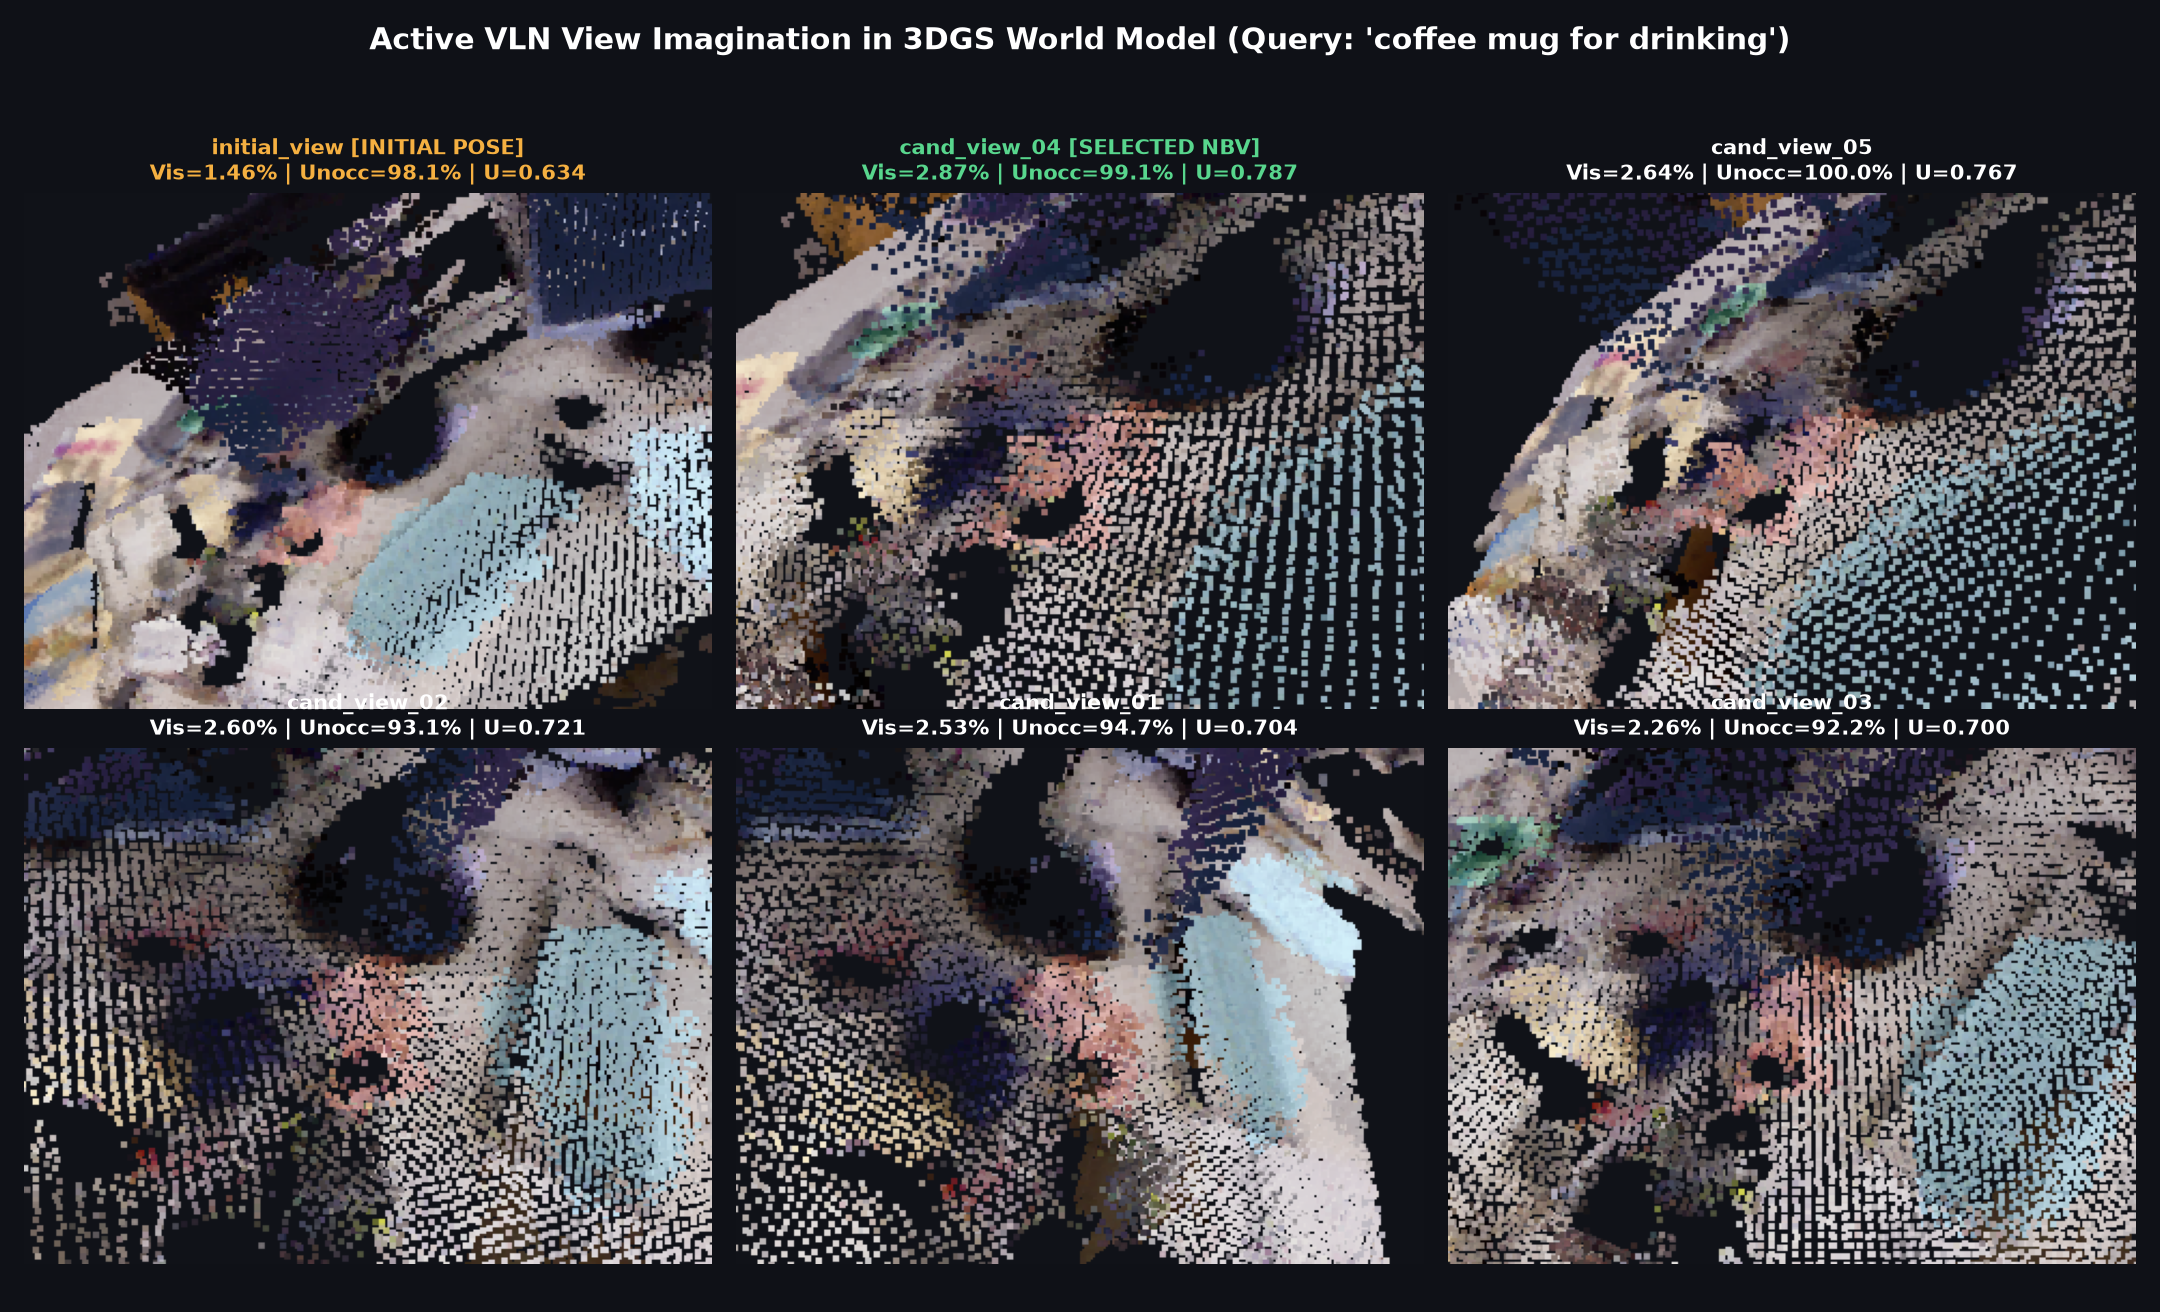 Active VLN View Imagination in 3DGS World Model (Query: 'coffee mug for drinking')
initial_view [INITIAL POSE]
Vis=1.46% | Unocc=98.1% | U=0.634
cand_view_04 [SELECTED NBV]
Vis=2.87% | Unocc=99.1% | U=0.787
cand_view_05
Vis=2.64% | Unocc=100.0% | U=0.767
cand_view_02
Vis=2.60% | Unocc=93.1% | U=0.721
cand_view_01
Vis=2.53% | Unocc=94.7% | U=0.704
cand_view_03
Vis=2.26% | Unocc=92.2% | U=0.700